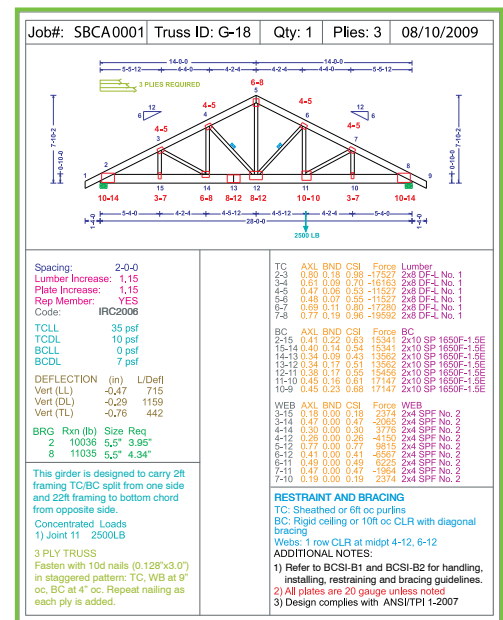 Job#: SBCA0001 Truss ID: G-18 Qty: 1 Plies: 3 08/10/2009
14-0-0 14-0-0
5-5-12 4-4-0 4-2-4 4-2-4 4-4-0 5-5-12
3 PLIES REQUIRED
6-8
5
12 4-5 4-5 12
6 4 6 6
4-5 4-5
3 7
7-10-2 7-10-2
0-10-0 0-10-0
1 2 8 9
15 14 13 12 11 10
10-14 3-7 6-8 8-12 8-12 10-10 3-7 10-14
1-4-0 5-4-0 4-2-4 4-5-12 4-5-12 4-2-4 5-4-0 1-4-0
28-0-0
2500 LB
Spacing: 2-0-0
Lumber Increase: 1.15
Plate Increase: 1.15
Rep Member: YES
Code: IRC2006
TCLL 35 psf
TCDL 10 psf
BCLL 0 psf
BCDL 7 psf
DEFLECTION (in) L/Defl
Vert (LL) -0.47 715
Vert (DL) -0.29 1159
Vert (TL) -0.76 442
BRG Rxn (lb) Size Req
2 10036 5.5" 3.95"
8 11035 5.5" 4.34"
This girder is designed to carry 2ft
framing TC/BC split from one side
and 22ft framing to bottom chord
from opposite side.
Concentrated Loads
1) Joint 11 2500LB
3 PLY TRUSS
Fasten with 10d nails (0.128"x3.0")
in staggered pattern: TC, WB at 9"
oc, BC at 4" oc. Repeat nailing as
each ply is added.
TC AXL BND CSI Force Lumber
2-3 0.80 0.18 0.98 -17527 2x8 DF-L No. 1
3-4 0.61 0.09 0.70 -16163 2x8 DF-L No. 1
4-5 0.47 0.06 0.53 -11527 2x8 DF-L No. 1
5-6 0.48 0.07 0.55 -11527 2x8 DF-L No. 1
6-7 0.69 0.11 0.80 -17280 2x8 DF-L No. 1
7-8 0.77 0.19 0.96 -19592 2x8 DF-L No. 1
BC AXL BND CSI Force BC
2-15 0.41 0.22 0.63 15341 2x10 SP 1650F-1.5E
15-14 0.40 0.14 0.54 15341 2x10 SP 1650F-1.5E
14-13 0.34 0.09 0.43 13562 2x10 SP 1650F-1.5E
13-12 0.34 0.17 0.51 13562 2x10 SP 1650F-1.5E
12-11 0.38 0.17 0.55 15456 2x10 SP 1650F-1.5E
11-10 0.45 0.16 0.61 17147 2x10 SP 1650F-1.5E
10-9 0.45 0.23 0.68 17147 2x10 SP 1650F-1.5E
WEB AXL BND CSI Force WEB
3-15 0.18 0.00 0.18 2374 2x4 SPF No. 2
3-14 0.47 0.00 0.47 -2065 2x4 SPF No. 2
4-14 0.30 0.00 0.30 3776 2x4 SPF No. 2
4-12 0.26 0.00 0.26 -4150 2x4 SPF No. 2
5-12 0.77 0.00 0.77 9815 2x4 SPF No. 2
6-12 0.41 0.00 0.41 -6567 2x4 SPF No. 2
6-11 0.49 0.00 0.49 6225 2x4 SPF No. 2
7-11 0.47 0.00 0.47 -1964 2x4 SPF No. 2
7-10 0.19 0.00 0.19 2374 2x4 SPF No. 2
RESTRAINT AND BRACING
TC: Sheathed or 6ft oc purlins
BC: Rigid ceiling or 10ft oc CLR with diagonal
bracing
Webs: 1 row CLR at midpt 4-12, 6-12
ADDITIONAL NOTES:
1) Refer to BCSI-B1 and BCSI-B2 for handling,
installing, restraining and bracing guidelines.
2) All plates are 20 gauge unless noted
3) Design complies with ANSI/TPI 1-2007